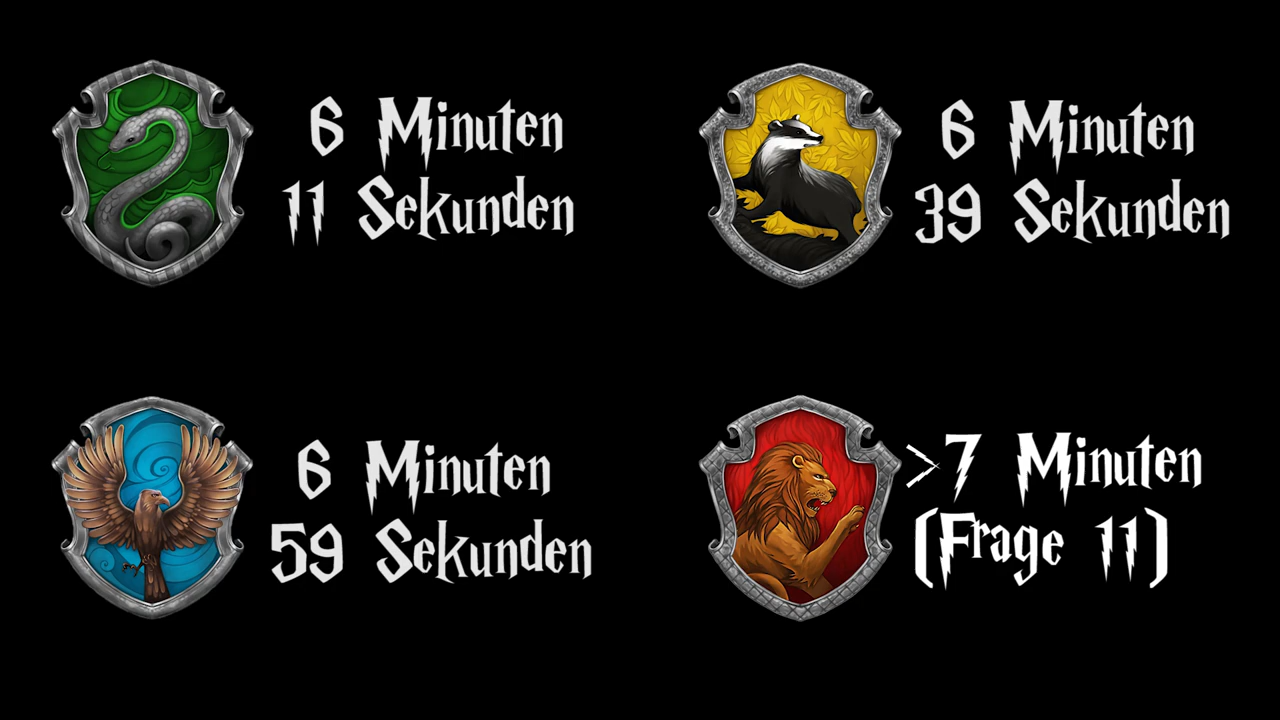 6 Minuten
11 Sekunden
6 Minuten
39 Sekunden
6 Minuten
59 Sekunden
>7 Minuten
(Frage 11)